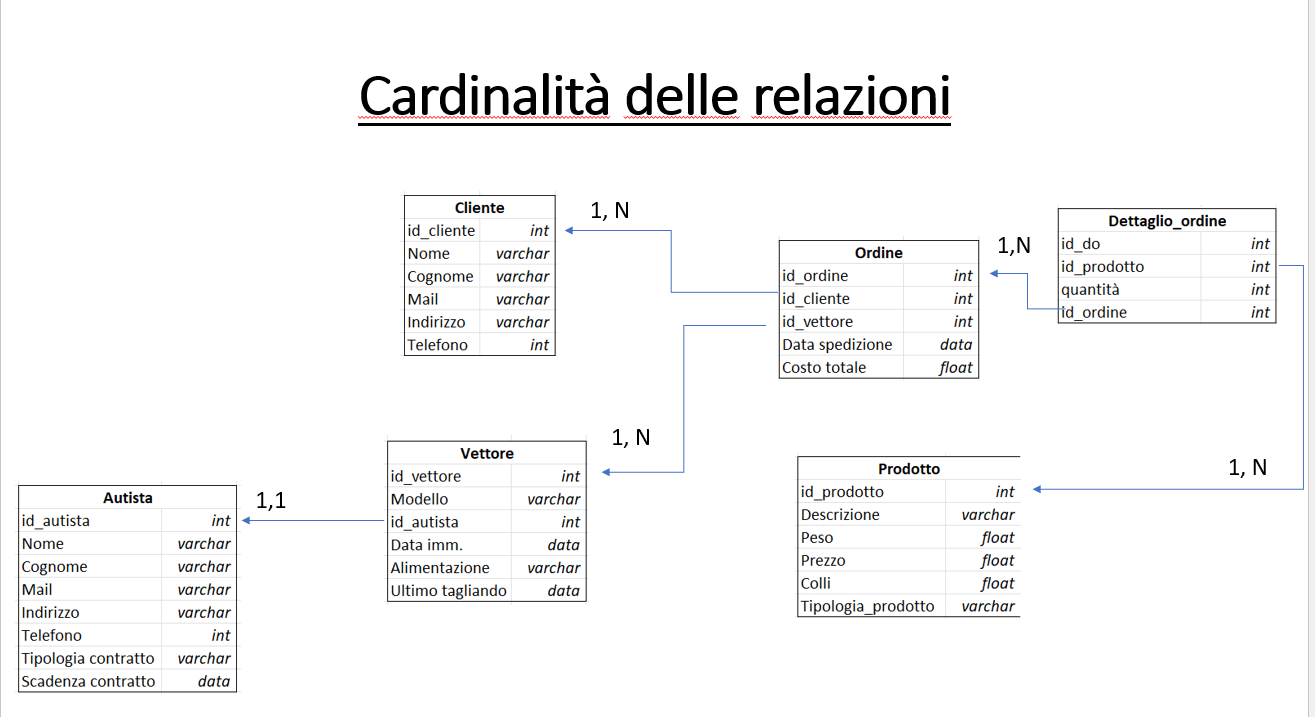 Cardinalità delle relazioni
Cliente
id_cliente int
Nome varchar
Cognome varchar
Mail varchar
Indirizzo varchar
Telefono int
1, N
Ordine
id_ordine int
id_cliente int
id_vettore int
Data spedizione data
Costo totale float
1,N
Dettaglio_ordine
id_do int
id_prodotto int
quantità int
id_ordine int
1, N
Vettore
id_vettore int
Modello varchar
id_autista int
Data imm. data
Alimentazione varchar
Ultimo tagliando data
1, N
Prodotto
id_prodotto int
Descrizione varchar
Peso float
Prezzo float
Colli float
Tipologia_prodotto varchar
Autista
id_autista int
Nome varchar
Cognome varchar
Mail varchar
Indirizzo varchar
Telefono int
Tipologia contratto varchar
Scadenza contratto data
1,1